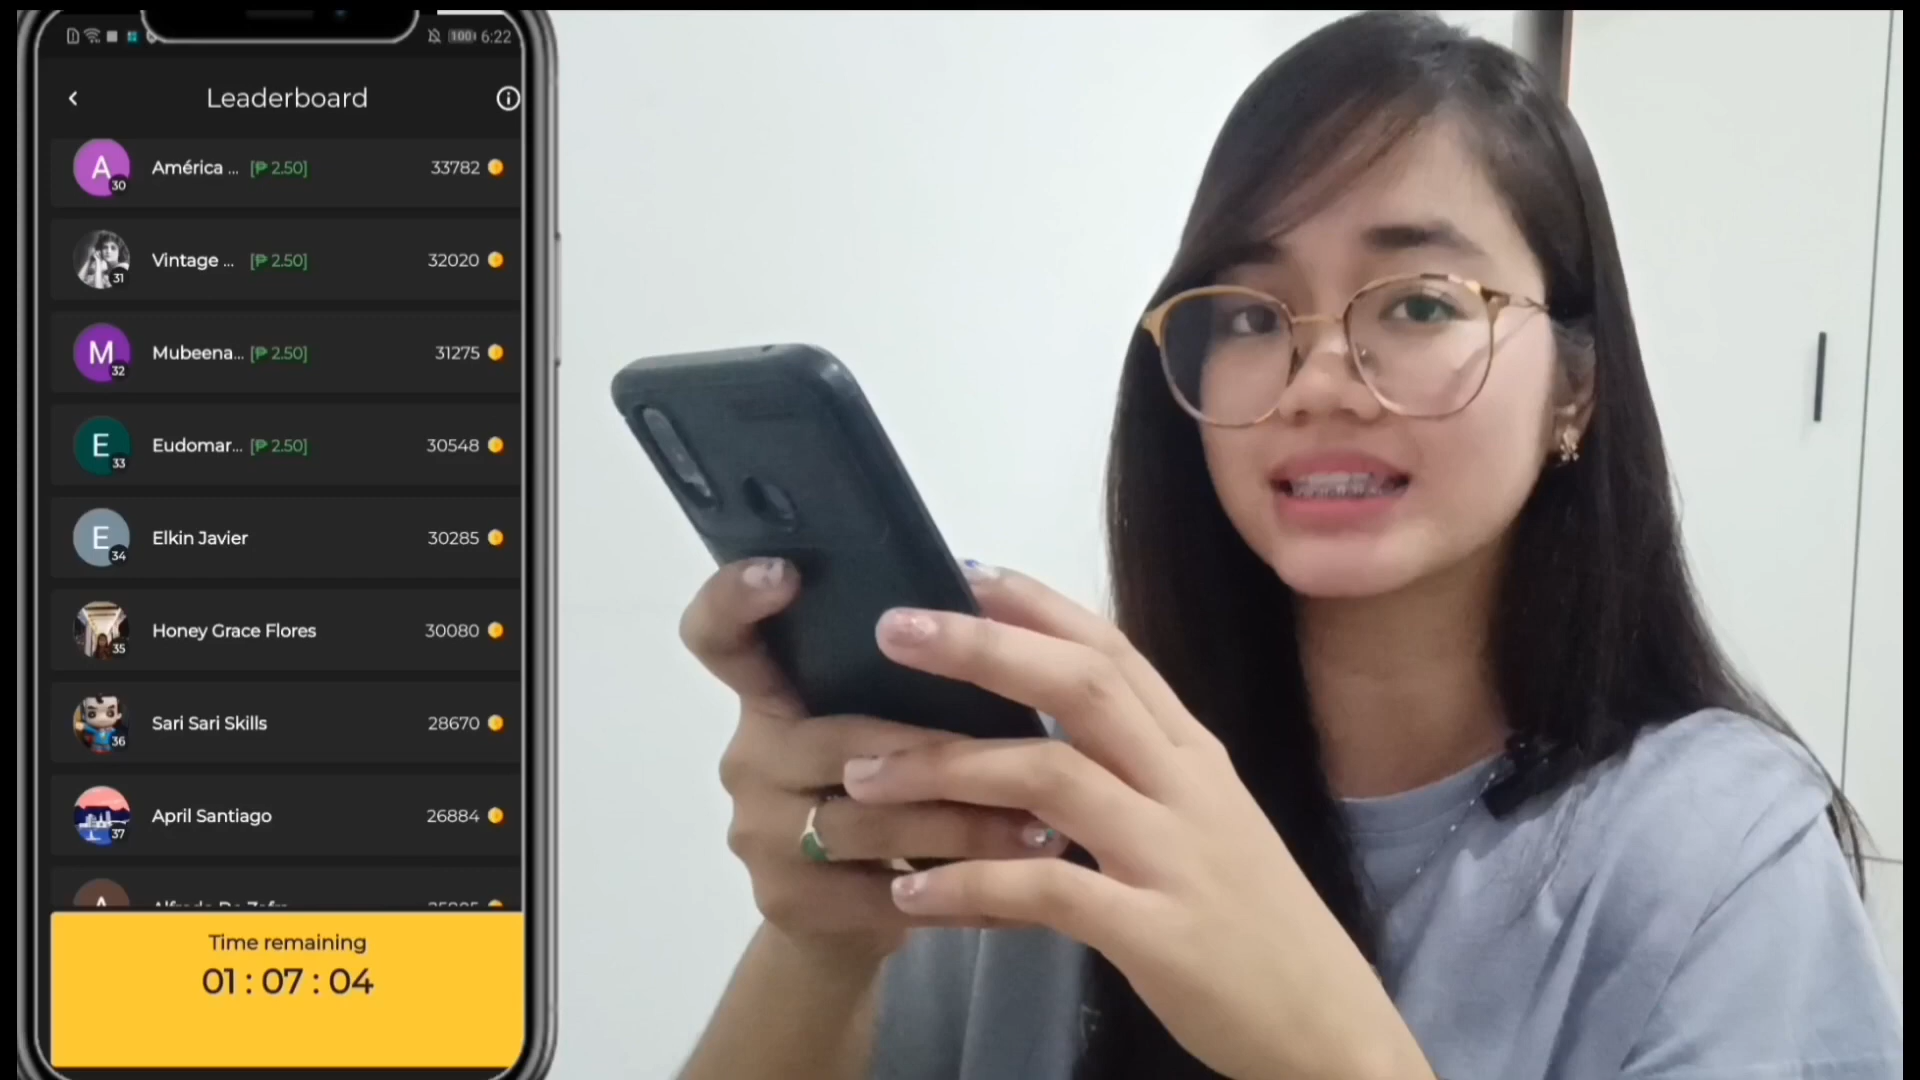 100 6:22
Leaderboard
A 30 América ... [₱ 2.50] 33782
31 Vintage ... [₱ 2.50] 32020
M 32 Mubeena... [₱ 2.50] 31275
E 33 Eudomar... [₱ 2.50] 30548
E 34 Elkin Javier 30285
35 Honey Grace Flores 30080
36 Sari Sari Skills 28670
37 April Santiago 26884
Time remaining
01 : 07 : 04